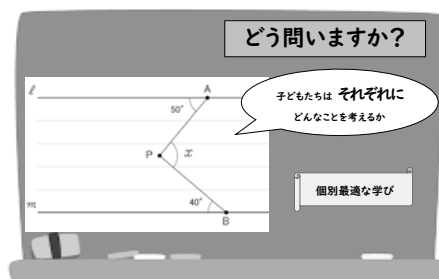 どう問いますか？
子どもたちは それぞれに
どんなことを考えるか
ℓ
A
50°
P
x
個別最適な学び
40°
m
B